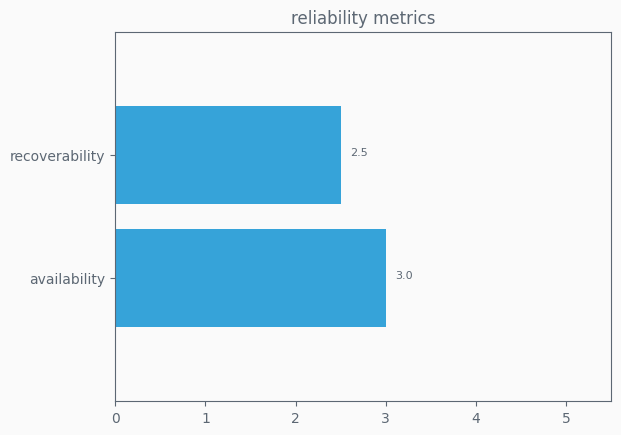 reliability metrics
recoverability
2.5
availability
3.0
0 1 2 3 4 5